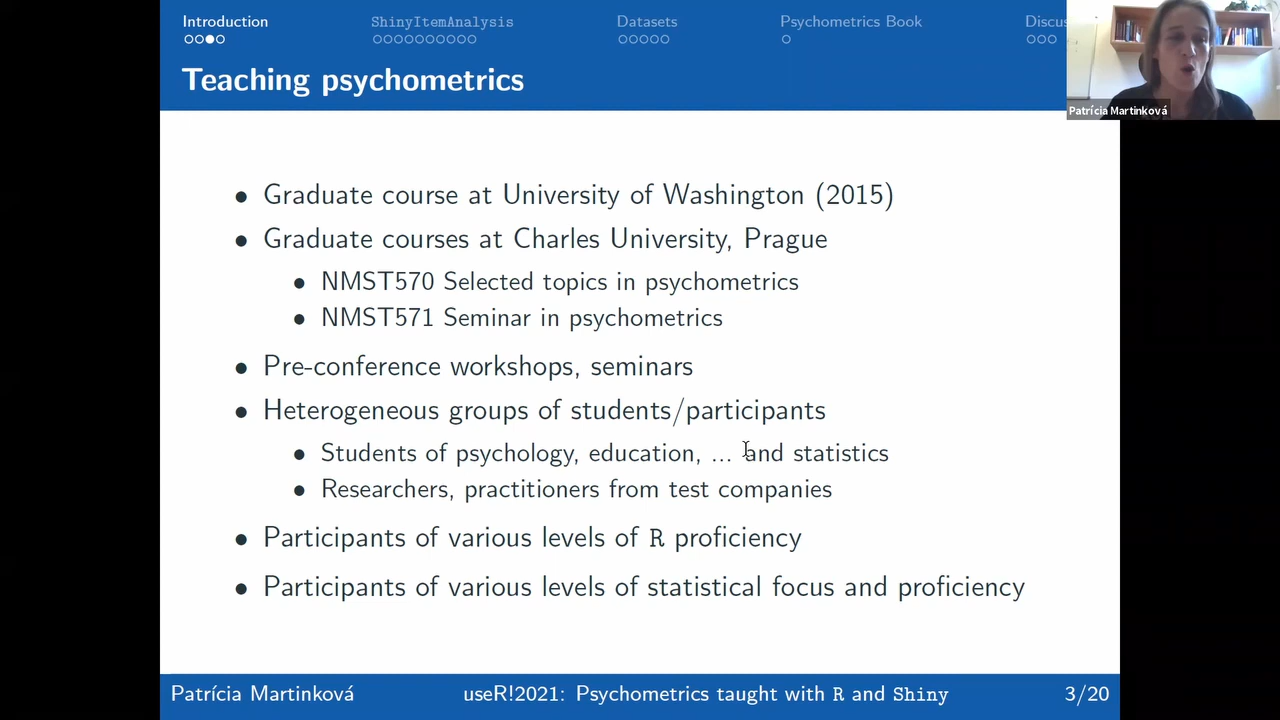 Introduction ShinyItemAnalysis Datasets Psychometrics Book
Teaching psychometrics
Patrícia Martinková
• Graduate course at University of Washington (2015)
• Graduate courses at Charles University, Prague
• NMST570 Selected topics in psychometrics
• NMST571 Seminar in psychometrics
• Pre-conference workshops, seminars
• Heterogeneous groups of students/participants
• Students of psychology, education, ... and statistics
• Researchers, practitioners from test companies
• Participants of various levels of R proficiency
• Participants of various levels of statistical focus and proficiency
Patrícia Martinková useR!2021: Psychometrics taught with R and Shiny 3/20